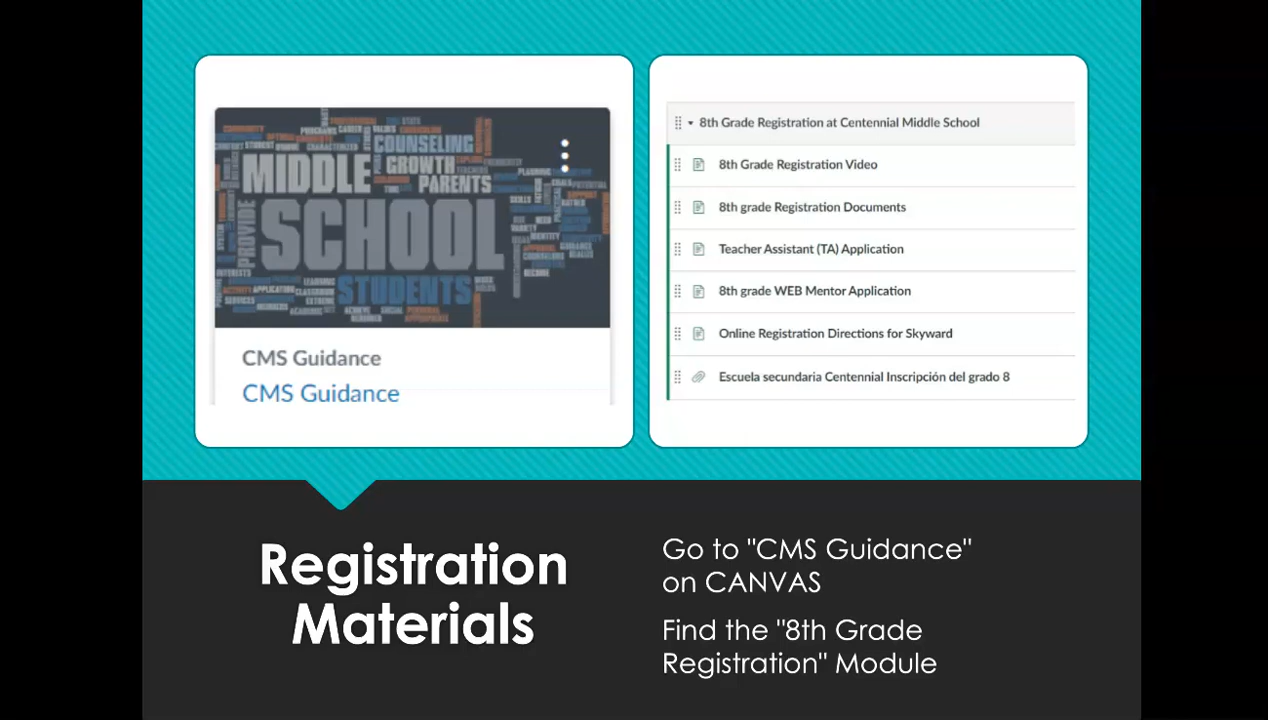 COUNSELING
MIDDLE
GROWTH
PARENTS
PROVIDE
SCHOOL
STUDENTS
CMS Guidance
CMS Guidance
8th Grade Registration at Centennial Middle School
8th Grade Registration Video
8th grade Registration Documents
Teacher Assistant (TA) Application
8th grade WEB Mentor Application
Online Registration Directions for Skyward
Escuela secundaria Centennial Inscripción del grado 8
Registration
Materials
Go to "CMS Guidance"
on CANVAS
Find the "8th Grade
Registration" Module